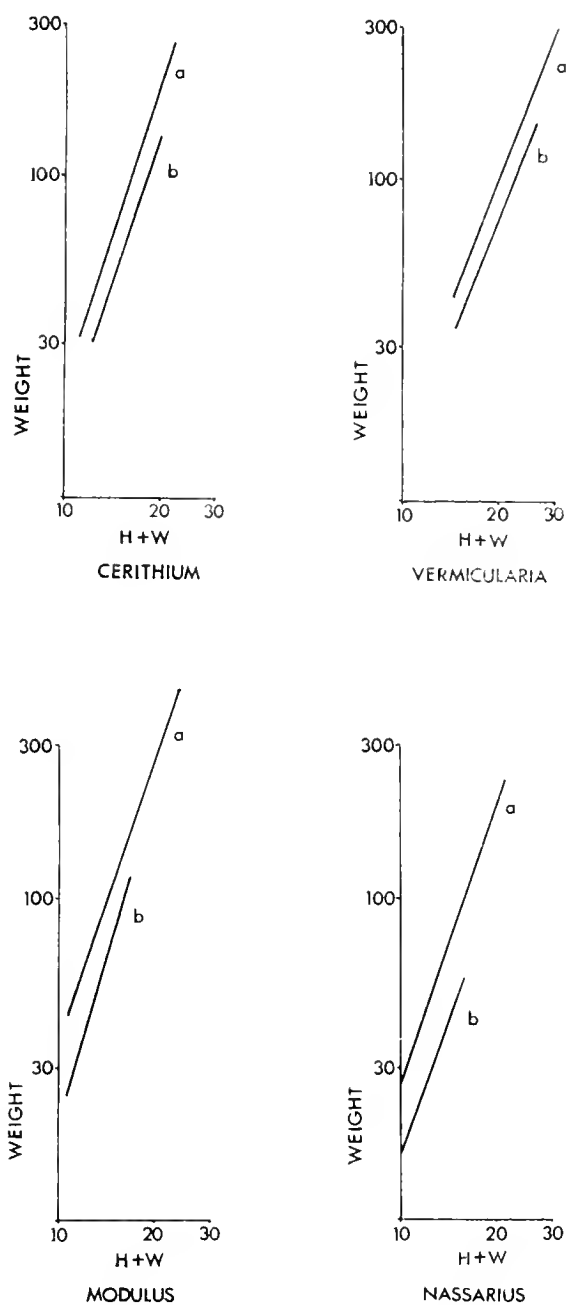 300
a
b
100
30
WEIGHT
10 20 30
H+W
CERITHIUM
300
a
b
100
30
WEIGHT
10 20 30
H+W
VERMICULARIA
300
a
100
b
30
WEIGHT
10 20 30
H+W
MODULUS
300
a
100
b
30
WEIGHT
10 20 30
H+W
NASSARIUS